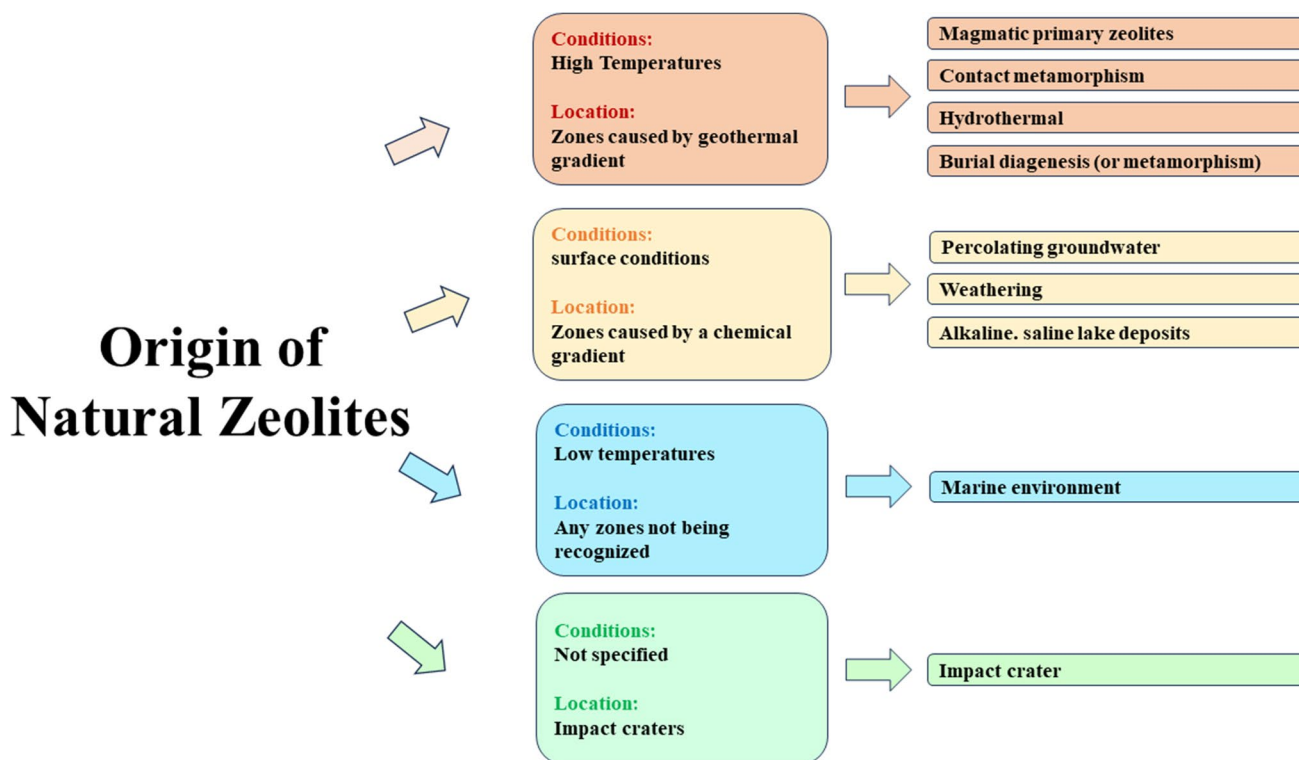 Origin of
Natural Zeolites
Conditions:
High Temperatures
Location:
Zones caused by geothermal
gradient
Magmatic primary zeolites
Contact metamorphism
Hydrothermal
Burial diagenesis (or metamorphism)
Conditions:
surface conditions
Location:
Zones caused by a chemical
gradient
Percolating groundwater
Weathering
Alkaline. saline lake deposits
Conditions:
Low temperatures
Location:
Any zones not being
recognized
Marine environment
Conditions:
Not specified
Location:
Impact craters
Impact crater